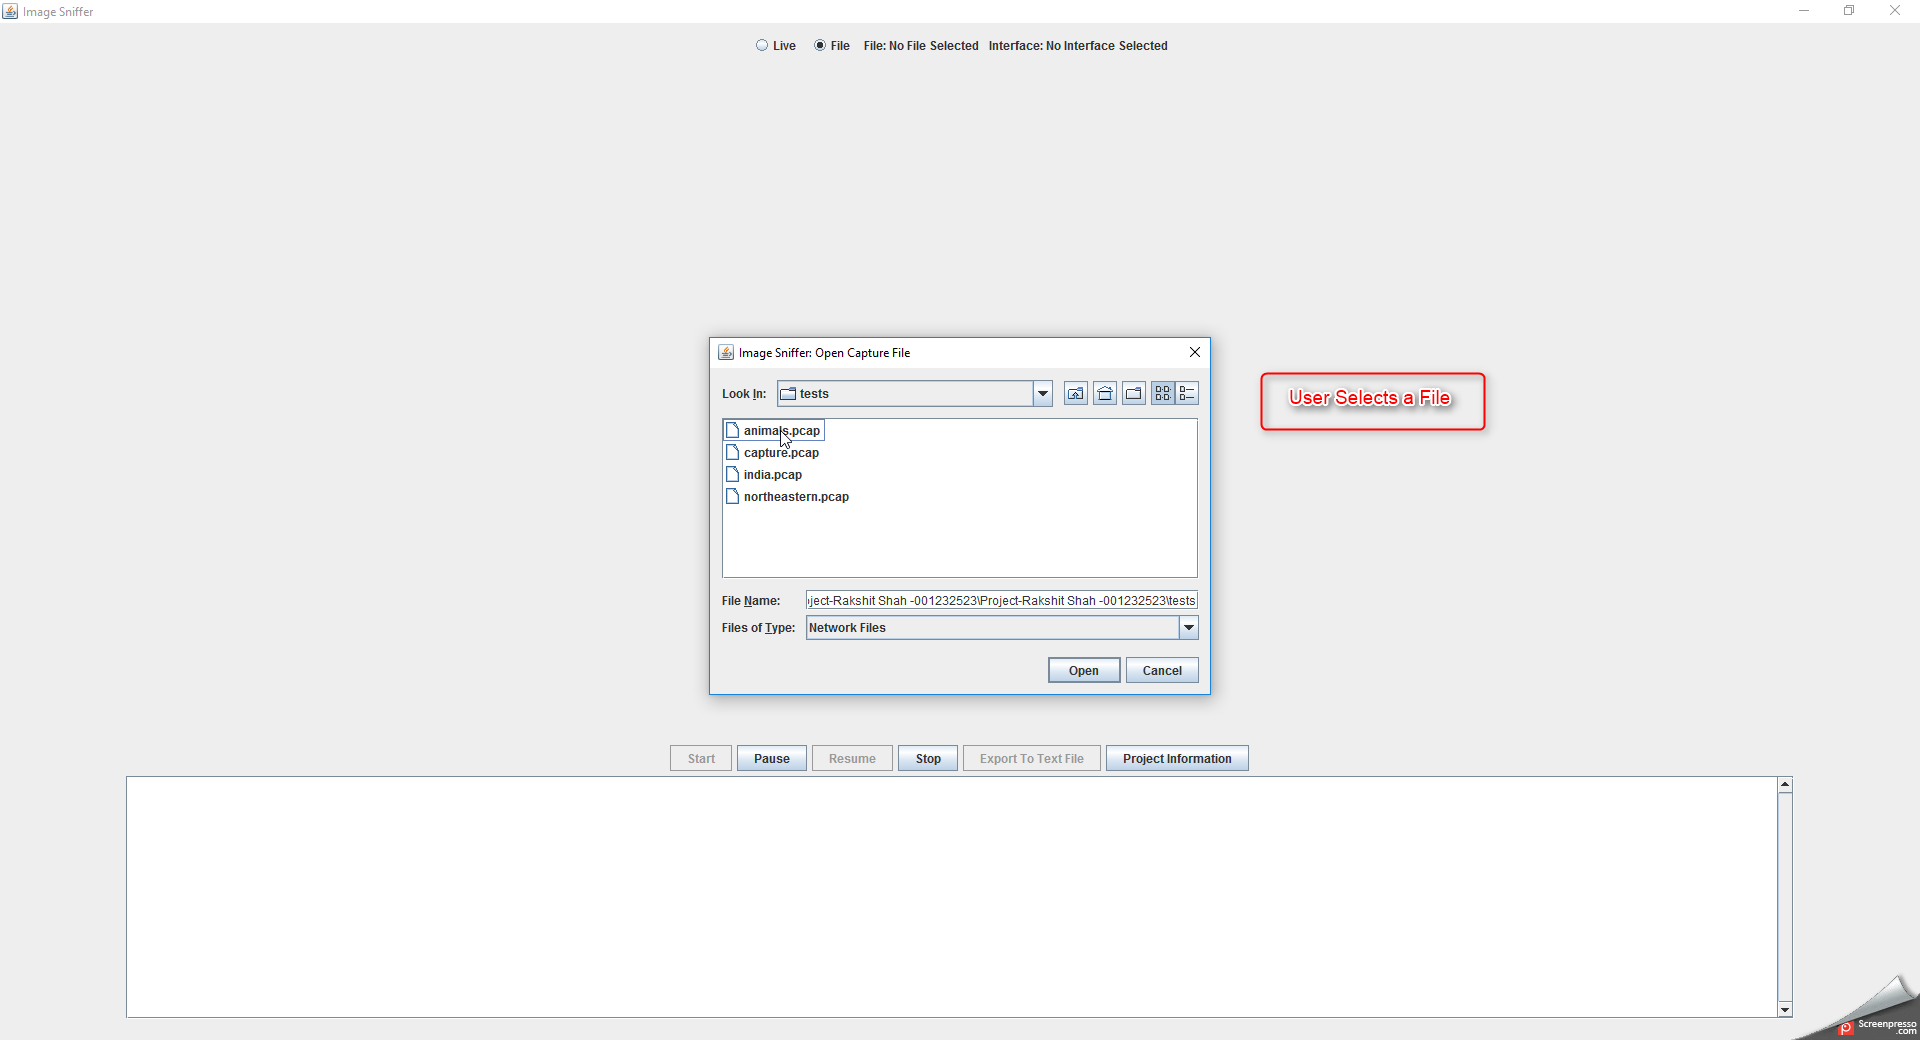 Image Sniffer
Live File File: No File Selected Interface: No Interface Selected
Image Sniffer: Open Capture File
Look In: tests
User Selects a File
animals.pcap
capture.pcap
india.pcap
northeastern.pcap
File Name: ject-Rakshit Shah -001232523\Project-Rakshit Shah -001232523\tests
Files of Type: Network Files
Open Cancel
Start Pause Resume Stop Export To Text File Project Information
Screenpresso
.com